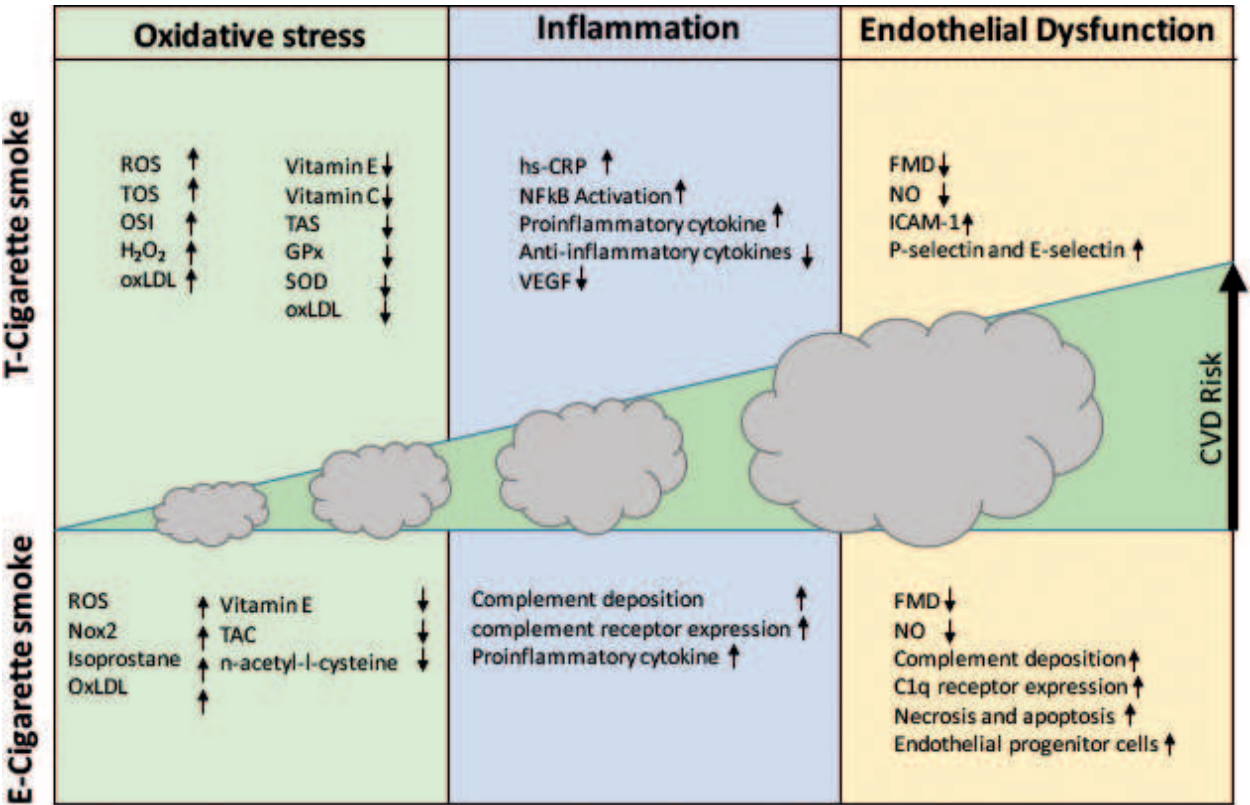 Oxidative stress
Inflammation
Endothelial Dysfunction
T-Cigarette smoke
ROS ↑
TOS ↑
OSI ↑
H₂O₂ ↑
oxLDL ↑
Vitamin E ↓
Vitamin C ↓
TAS ↓
GPx ↓
SOD ↓
oxLDL ↓
hs-CRP ↑
NFkB Activation ↑
Proinflammatory cytokine ↑
Anti-inflammatory cytokines ↓
VEGF ↓
FMD ↓
NO ↓
ICAM-1 ↑
P-selectin and E-selectin ↑
CVD Risk
E-Cigarette smoke
ROS ↑
Nox2 ↑
Isoprostane ↑
OxLDL ↑
Vitamin E ↓
TAC ↓
n-acetyl-l-cysteine ↓
Complement deposition ↑
complement receptor expression ↑
Proinflammatory cytokine ↑
FMD ↓
NO ↓
Complement deposition ↑
C1q receptor expression ↑
Necrosis and apoptosis ↑
Endothelial progenitor cells ↑